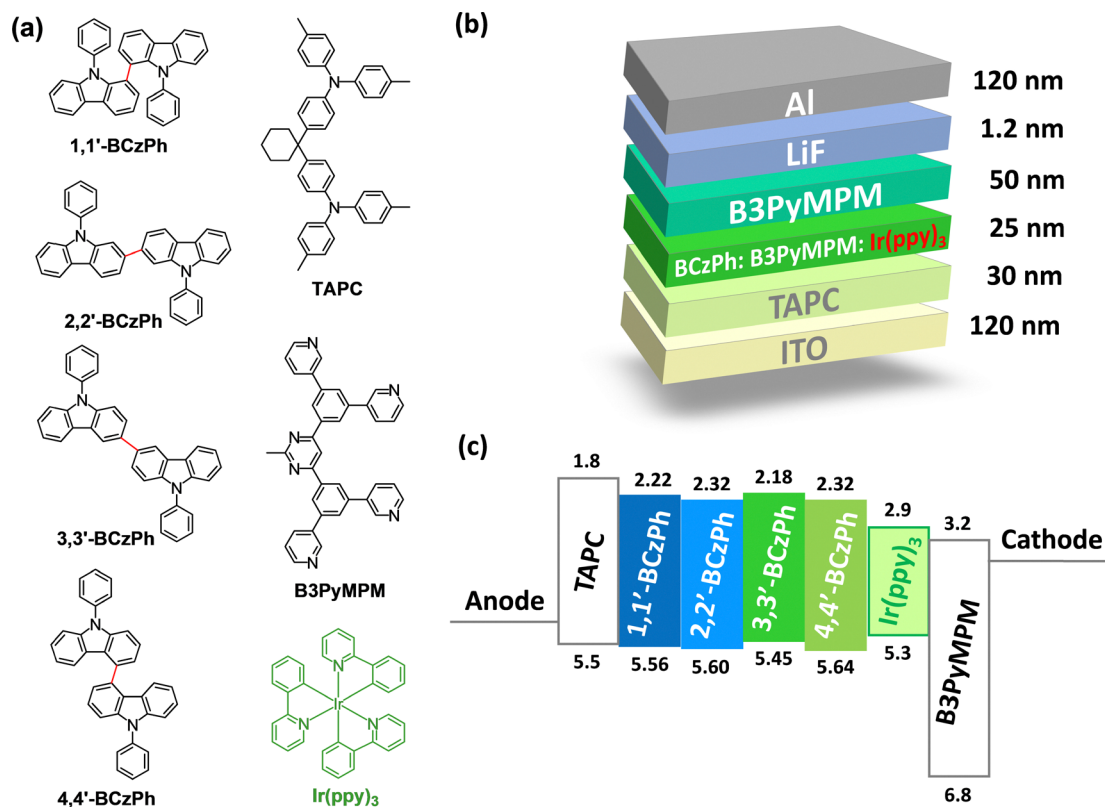 (a)
N
N
1,1'-BCzPh
N
N
2,2'-BCzPh
N
N
3,3'-BCzPh
N
N
4,4'-BCzPh
N
N
TAPC
N
N
N
N
N
N
B3PyMPM
N
Ir
N
N
Ir(ppy)3
(b)
Al
120 nm
LiF
1.2 nm
B3PyMPM
50 nm
BCzPh: B3PyMPM: Ir(ppy)3
25 nm
TAPC
30 nm
ITO
120 nm
(c)
Anode
1.8
TAPC
5.5
2.22
1,1'-BCzPh
5.56
2.32
2,2'-BCzPh
5.60
2.18
3,3'-BCzPh
5.45
2.32
4,4'-BCzPh
5.64
2.9
Ir(ppy)3
5.3
3.2
B3PyMPM
6.8
Cathode